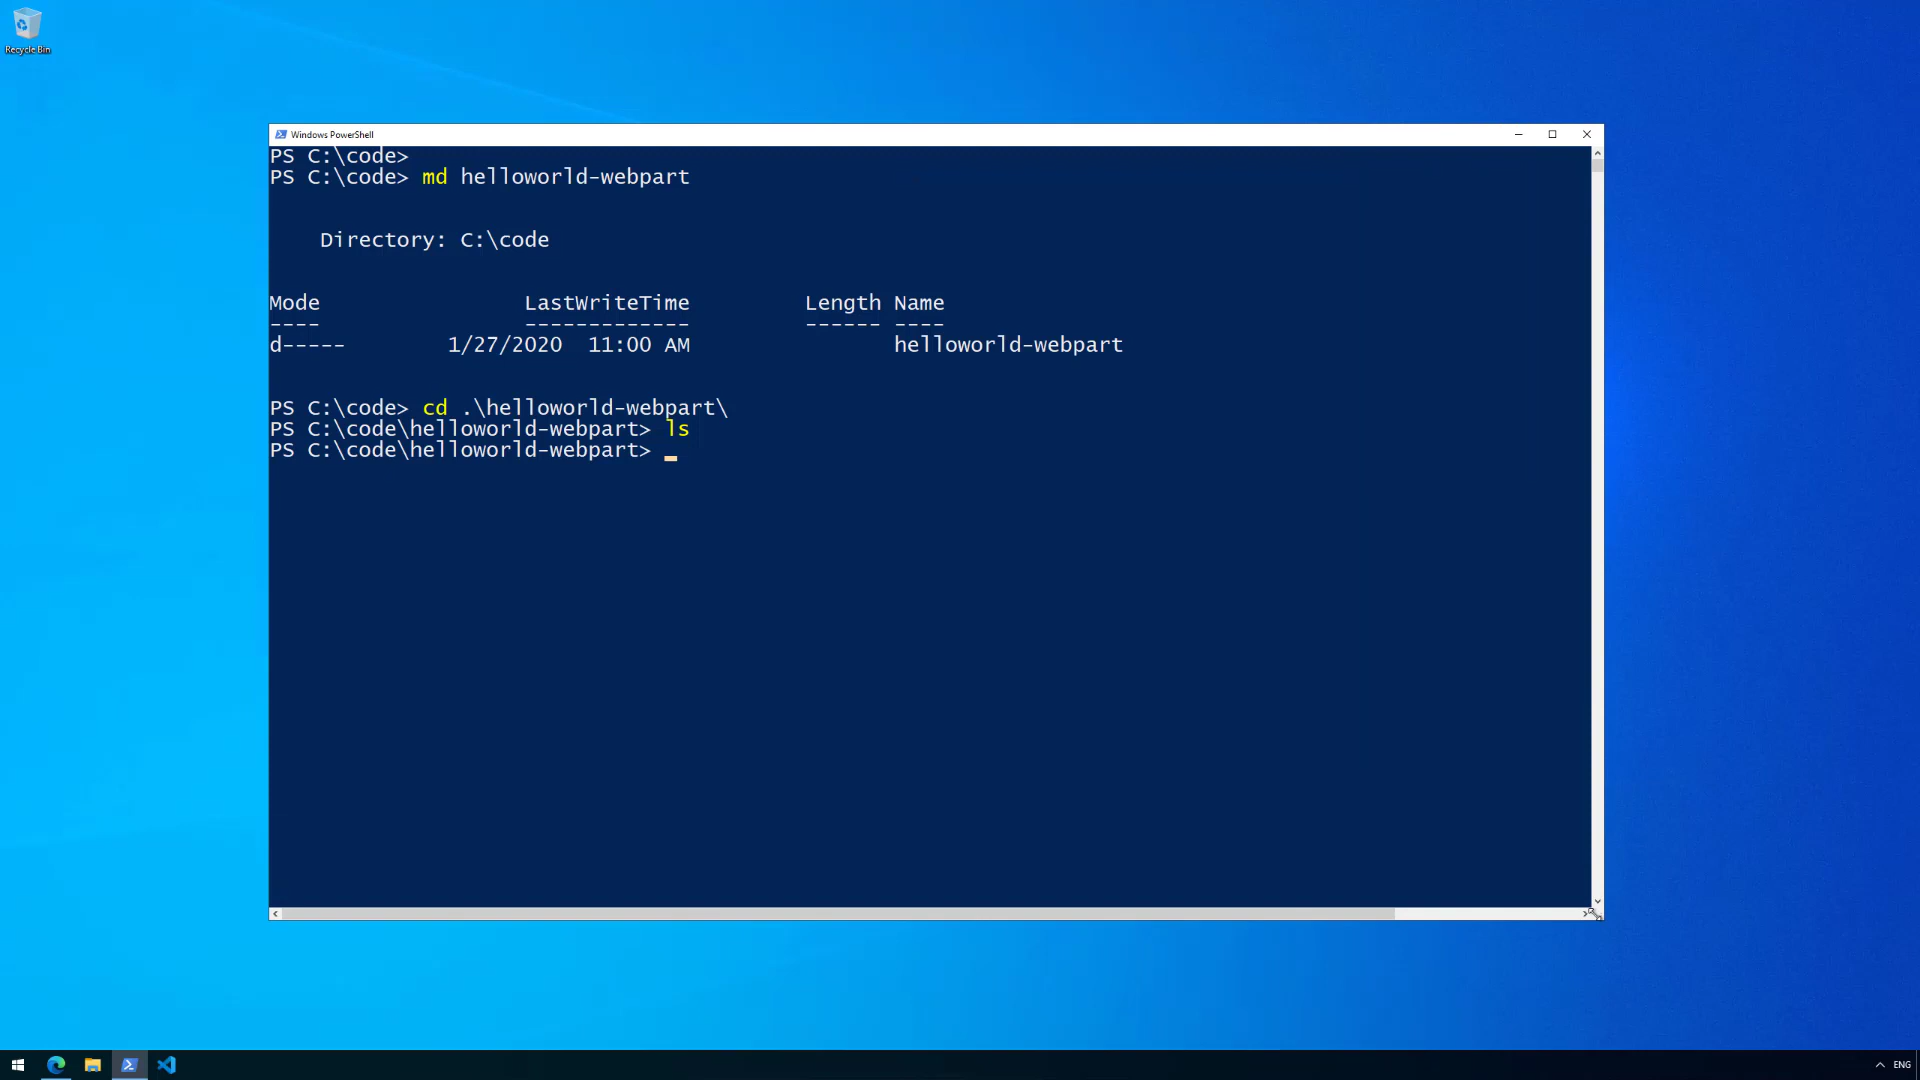 Recycle Bin
Windows PowerShell
PS C:\code>
PS C:\code> md helloworld-webpart
    Directory: C:\code
Mode                LastWriteTime         Length Name
----                -------------         ------ ----
d-----        1/27/2020  11:00 AM                helloworld-webpart
PS C:\code> cd .\helloworld-webpart\
PS C:\code\helloworld-webpart> ls
PS C:\code\helloworld-webpart>
ENG